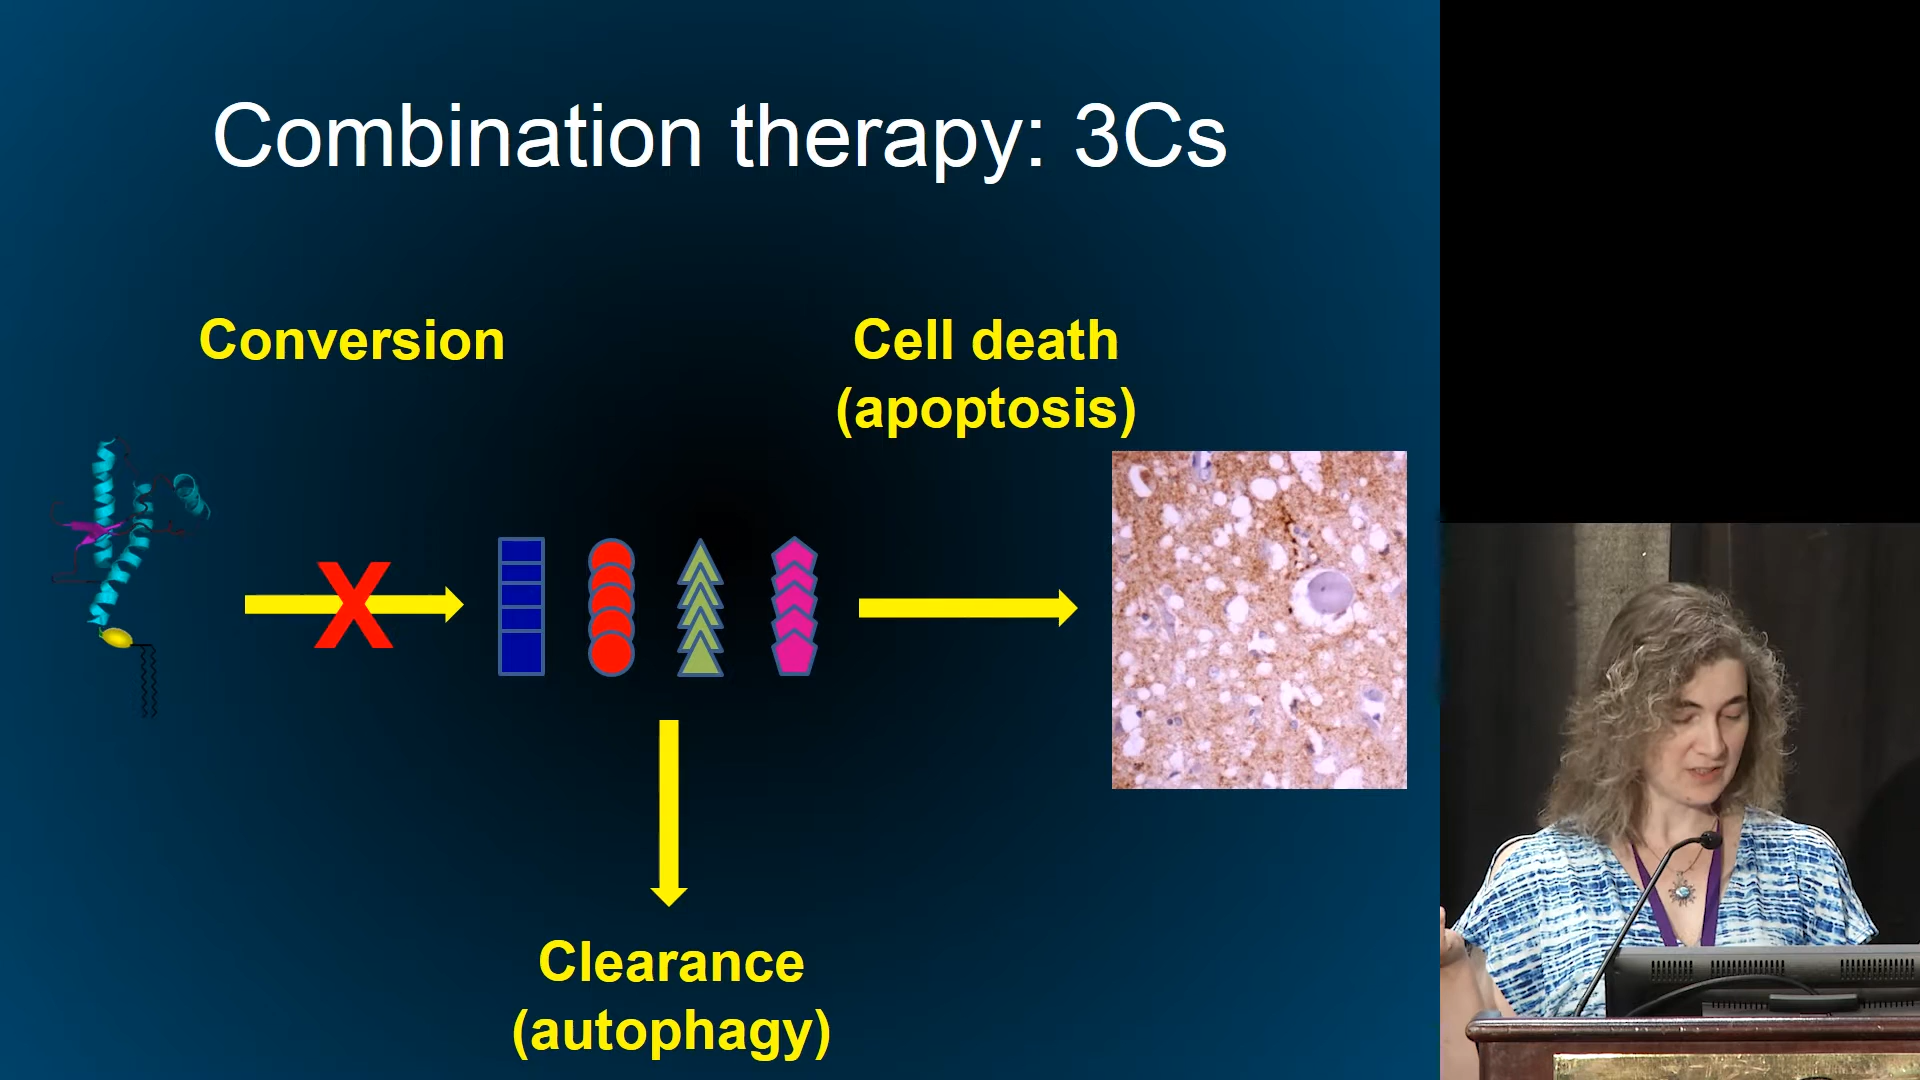 Combination therapy: 3Cs
Conversion
Cell death
(apoptosis)
X
Clearance
(autophagy)